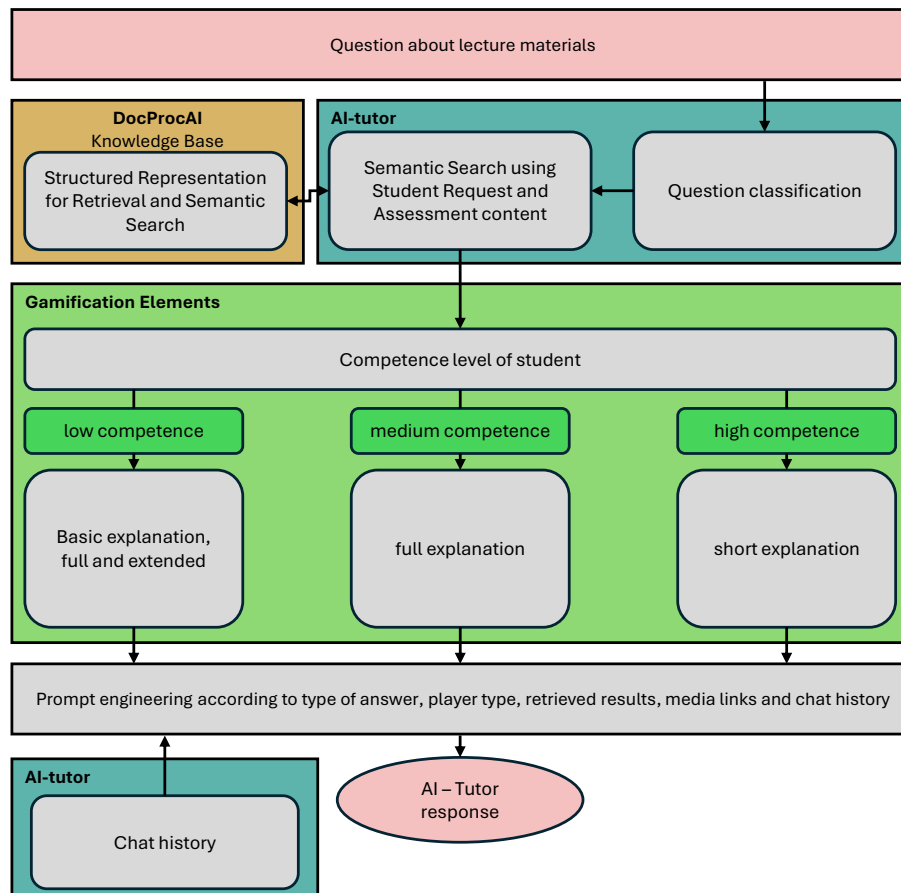 Question about lecture materials
DocProcAI
Knowledge Base
Structured Representation
for Retrieval and Semantic
Search
AI-tutor
Semantic Search using
Student Request and
Assessment content
Question classification
Gamification Elements
Competence level of student
low competence
medium competence
high competence
Basic explanation,
full and extended
full explanation
short explanation
Prompt engineering according to type of answer, player type, retrieved results, media links and chat history
AI-tutor
Chat history
AI – Tutor
response